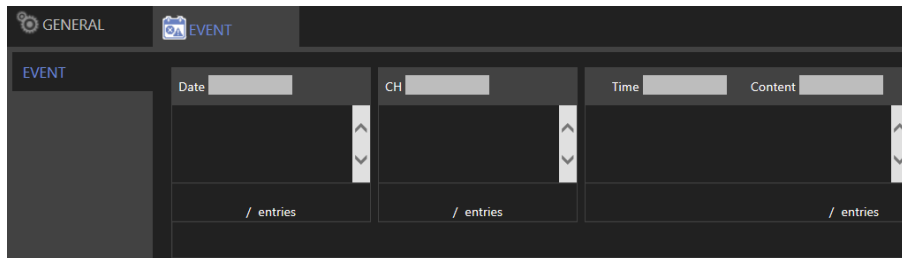 GENERAL
EVENT
EVENT
Date
CH
Time
Content
/ entries
/ entries
/ entries